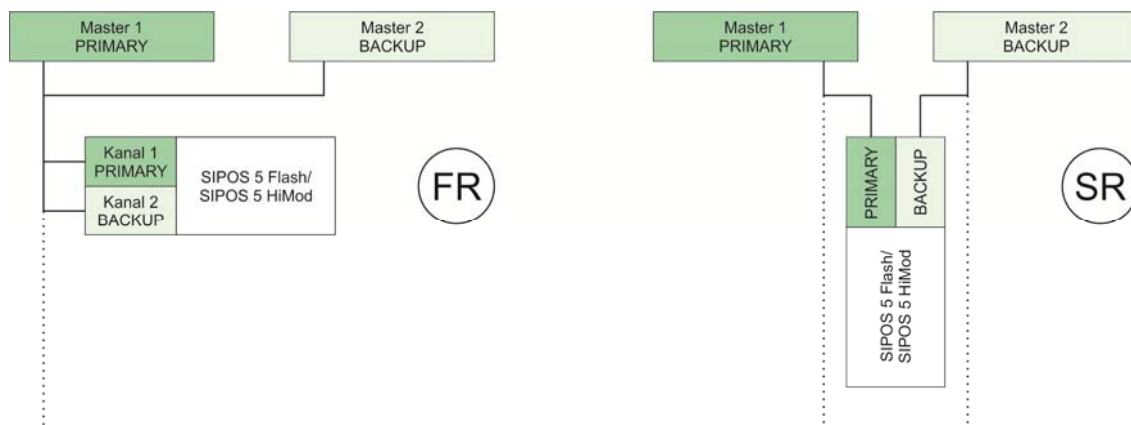 Master 1
PRIMARY
Master 2
BACKUP
Kanal 1
PRIMARY
Kanal 2
BACKUP
SIPOS 5 Flash/
SIPOS 5 HiMod
FR
Master 1
PRIMARY
Master 2
BACKUP
PRIMARY
BACKUP
SIPOS 5 Flash/
SIPOS 5 HiMod
SR